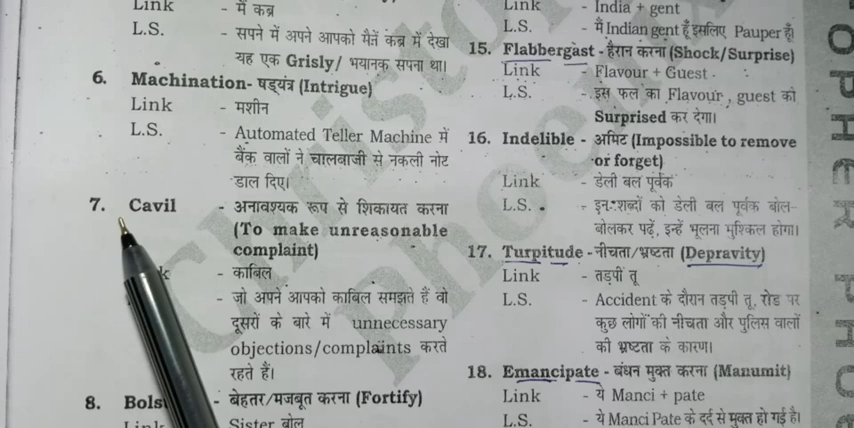 Link - में कब्र
L.S. - सपने में अपने आपको मैनें कब्र में देखा
यह एक Grisly/ भयानक सपना था।
6. Machination- षड्यंत्र (Intrigue)
Link - मशीन
L.S. - Automated Teller Machine में
बैंक वालों ने चालबाजी से नकली नोट
डाल दिए।
7. Cavil - अनावश्यक रूप से शिकायत करना
(To make unreasonable
complaint)
- काबिल
- जो अपने आपको काबिल समझते हैं वो
दूसरों के बारे में unnecessary
objections/complaints करते
रहते हैं।
8. Bols - बेहतर/मजबूत करना (Fortify)
Link Sister बोल
Link - India + gent
L.S. - मैं Indian gent हूँ इसलिए Pauper हूँ।
15. Flabbergast - हैरान करना (Shock/Surprise)
Link - Flavour + Guest
L.S. - इस फल का Flavour, guest को
Surprised कर देगा।
16. Indelible - अमिट (Impossible to remove
or forget)
Link - डेली बल पूर्वक
L.S. - इन शब्दों को डेली बल पूर्वक बोल-
बोलकर पढ़ें, इन्हें भूलना मुश्किल होगा।
17. Turpitude - नीचता/भ्रष्टता (Depravity)
Link - तड़पी तू
L.S. - Accident के दौरान तड़पी तू, रोड पर
कुछ लोगों की नीचता और पुलिस वालों
की भ्रष्टता के कारण।
18. Emancipate - बंधन मुक्त करना (Manumit)
Link - ये Manci + pate
L.S. - ये Manci Pate के दर्द से मुक्त हो गई है।
Christop
Phoenix
OPHER PHO